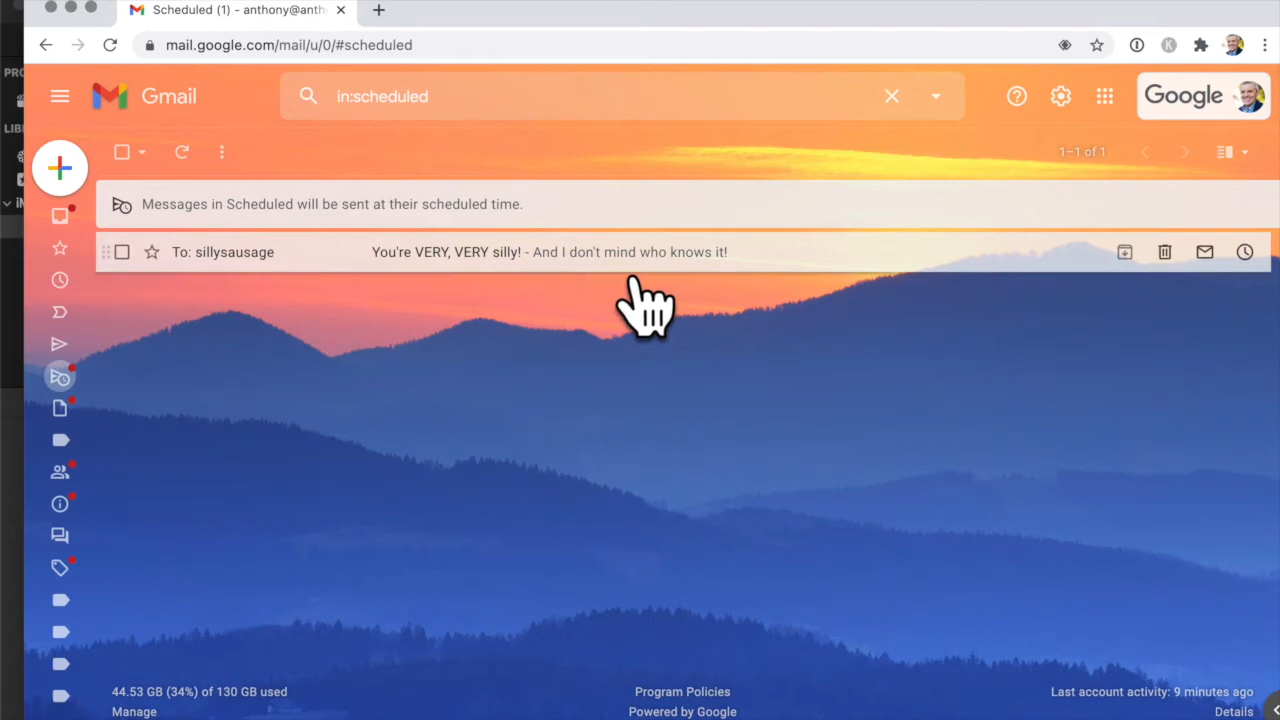 Scheduled (1) - anthony@anth
mail.google.com/mail/u/0/#scheduled
PRO
LIB
Gmail
in:scheduled
Google
1–1 of 1
Messages in Scheduled will be sent at their scheduled time.
To: sillysausage You're VERY, VERY silly! - And I don't mind who knows it!
44.53 GB (34%) of 130 GB used
Manage
Program Policies
Powered by Google
Last account activity: 9 minutes ago
Details